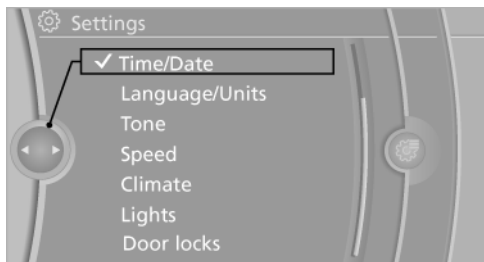 Settings
✓ Time/Date
Language/Units
Tone
Speed
Climate
Lights
Door locks